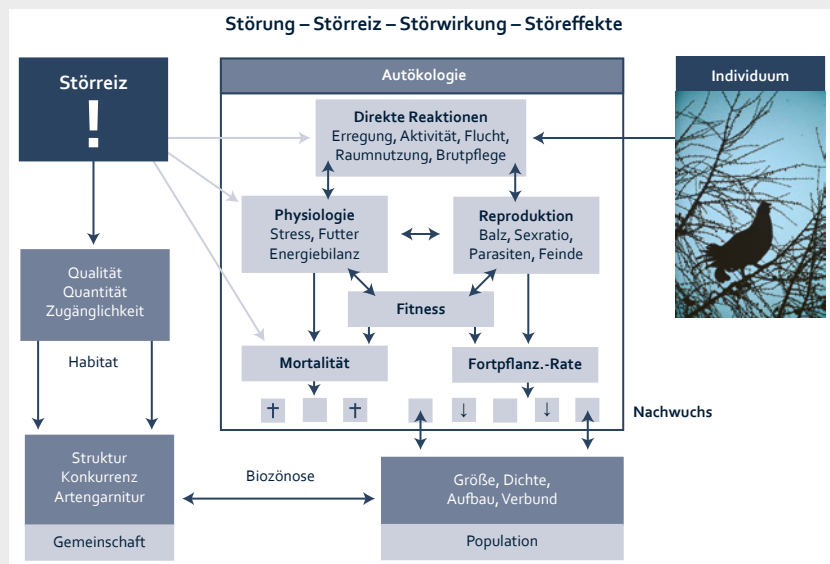 Störung – Störreiz – Störwirkung – Störeffekte
Störreiz
!
Autökologie
Individuum
Direkte Reaktionen
Erregung, Aktivität, Flucht,
Raumnutzung, Brutpflege
Physiologie
Stress, Futter
Energiebilanz
Reproduktion
Balz, Sexratio,
Parasiten, Feinde
Qualität
Quantität
Zugänglichkeit
Fitness
Habitat
Mortalität
Fortpflanz.-Rate
Nachwuchs
Struktur
Konkurrenz
Artengarnitur
Gemeinschaft
Biozönose
Größe, Dichte,
Aufbau, Verbund
Population